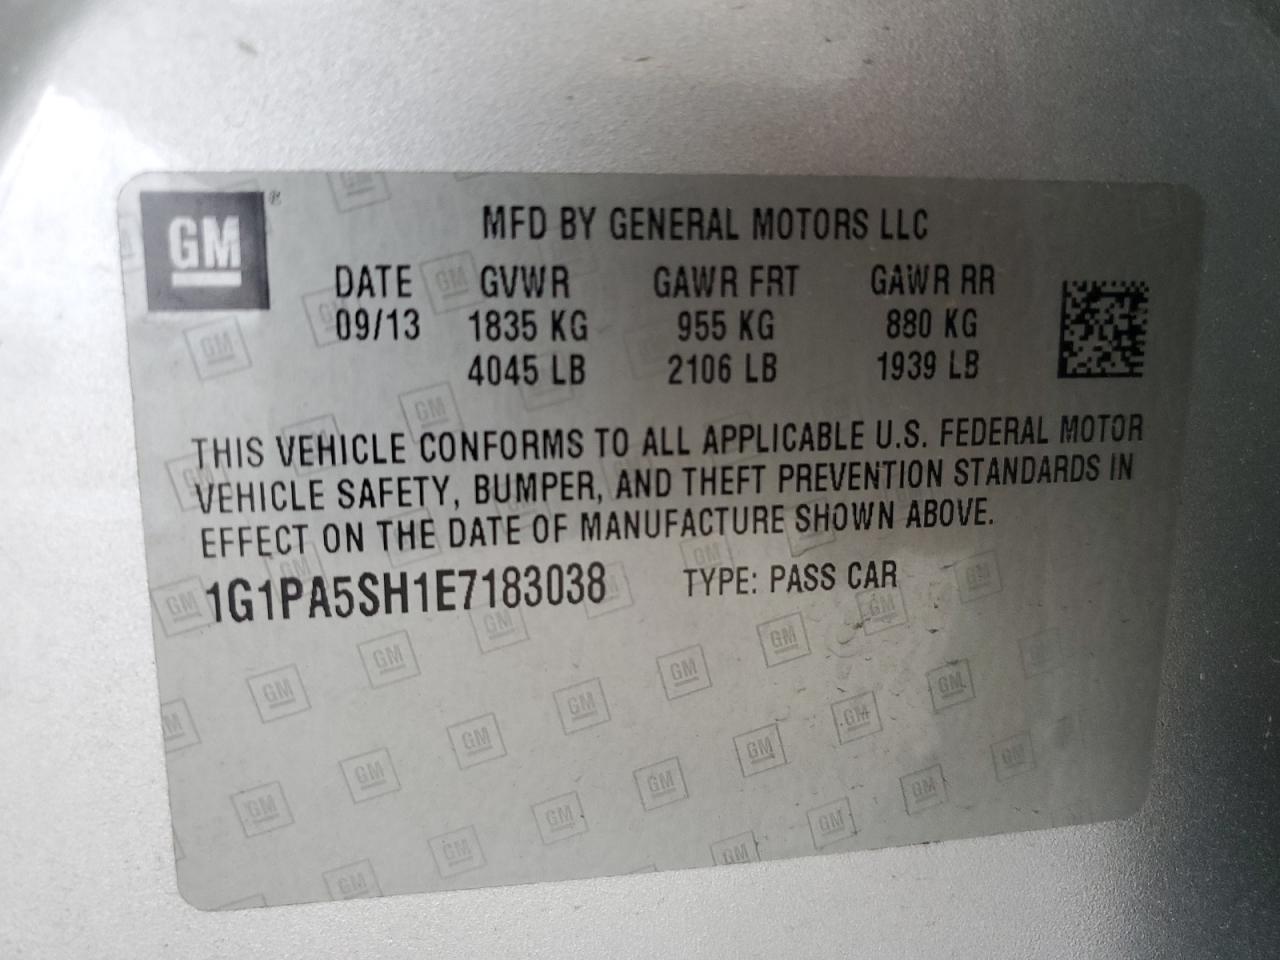 GM ®
MFD BY GENERAL MOTORS LLC
DATE GVWR GAWR FRT GAWR RR
09/13 1835 KG 955 KG 880 KG
4045 LB 2106 LB 1939 LB
THIS VEHICLE CONFORMS TO ALL APPLICABLE U.S. FEDERAL MOTOR
VEHICLE SAFETY, BUMPER, AND THEFT PREVENTION STANDARDS IN
EFFECT ON THE DATE OF MANUFACTURE SHOWN ABOVE.
1G1PA5SH1E7183038 TYPE: PASS CAR